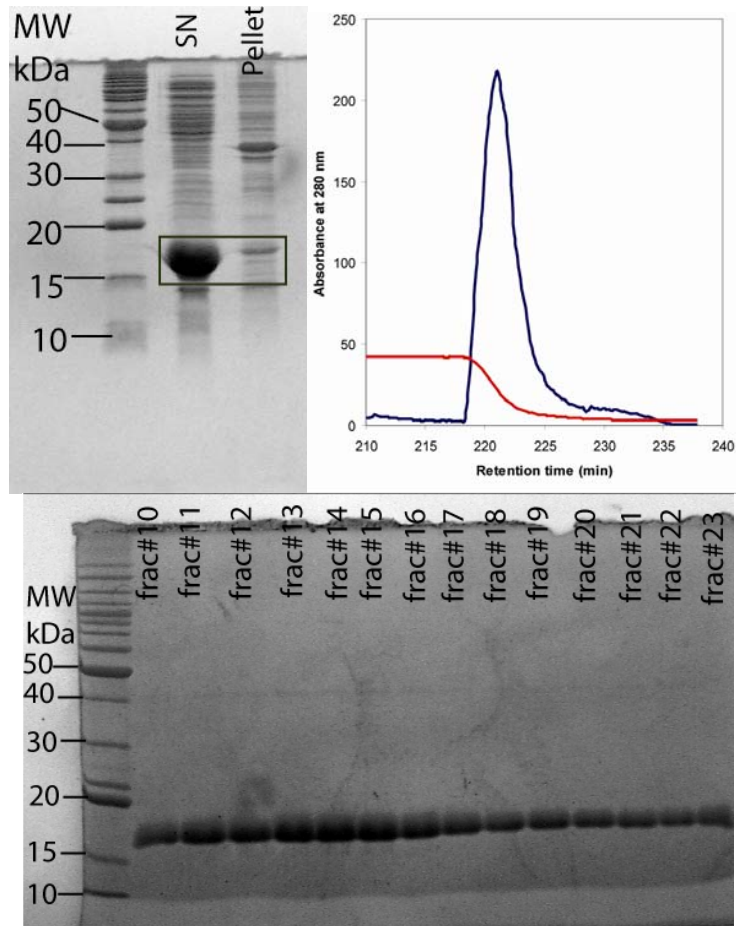 MW
kDa
SN
Pellet
50
40
30
20
15
10
250
200
150
100
50
0
Absorbance at 280 nm
210 215 220 225 230 235 240
Retention time (min)
frac#10 frac#11 frac#12 frac#13 frac#14 frac#15 frac#16 frac#17 frac#18 frac#19 frac#20 frac#21 frac#22 frac#23
MW
kDa
50
40
30
20
15
10